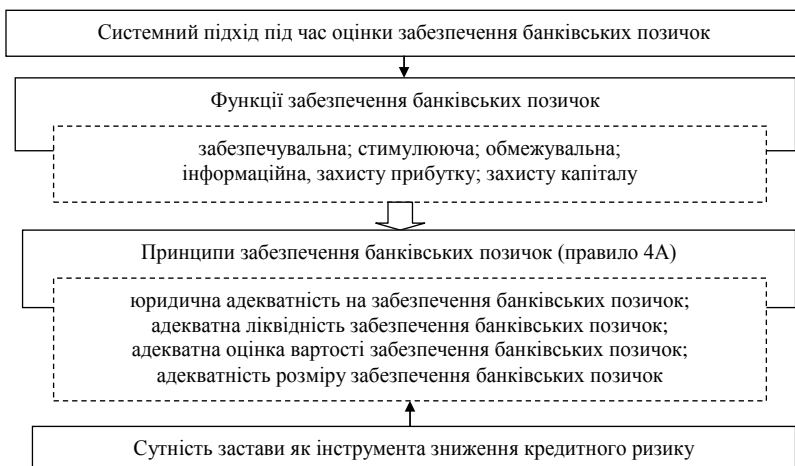 Системний підхід під час оцінки забезпечення банківських позичок
Функції забезпечення банківських позичок
забезпечувальна; стимулююча; обмежувальна;
інформаційна, захисту прибутку; захисту капіталу
Принципи забезпечення банківських позичок (правило 4А)
юридична адекватність на забезпечення банківських позичок;
адекватна ліквідність забезпечення банківських позичок;
адекватна оцінка вартості забезпечення банківських позичок;
адекватність розміру забезпечення банківських позичок
Сутність застави як інструмента зниження кредитного ризику